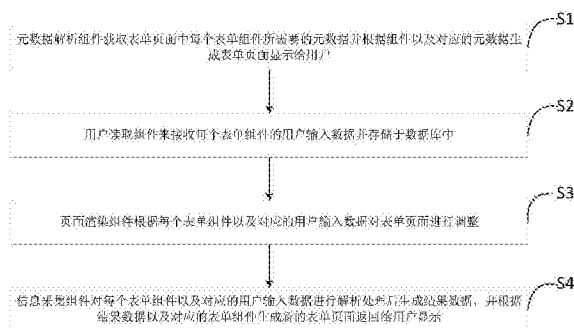 S1
元数据解析组件获取表单页面中每个表单组件所需要的元数据并根据组件以及对应的元数据生
成表单页面显示给用户
S2
用户读取组件来接收每个表单组件的用户输入数据并存储于数据库中
S3
页面渲染组件根据每个表单组件以及对应的用户输入数据对表单页面进行调整
S4
信息采集组件对每个表单组件以及对应的用户输入数据进行解析处理后生成结果数据，并根据
结果数据以及对应的表单组件生成新的表单页面返回给用户显示